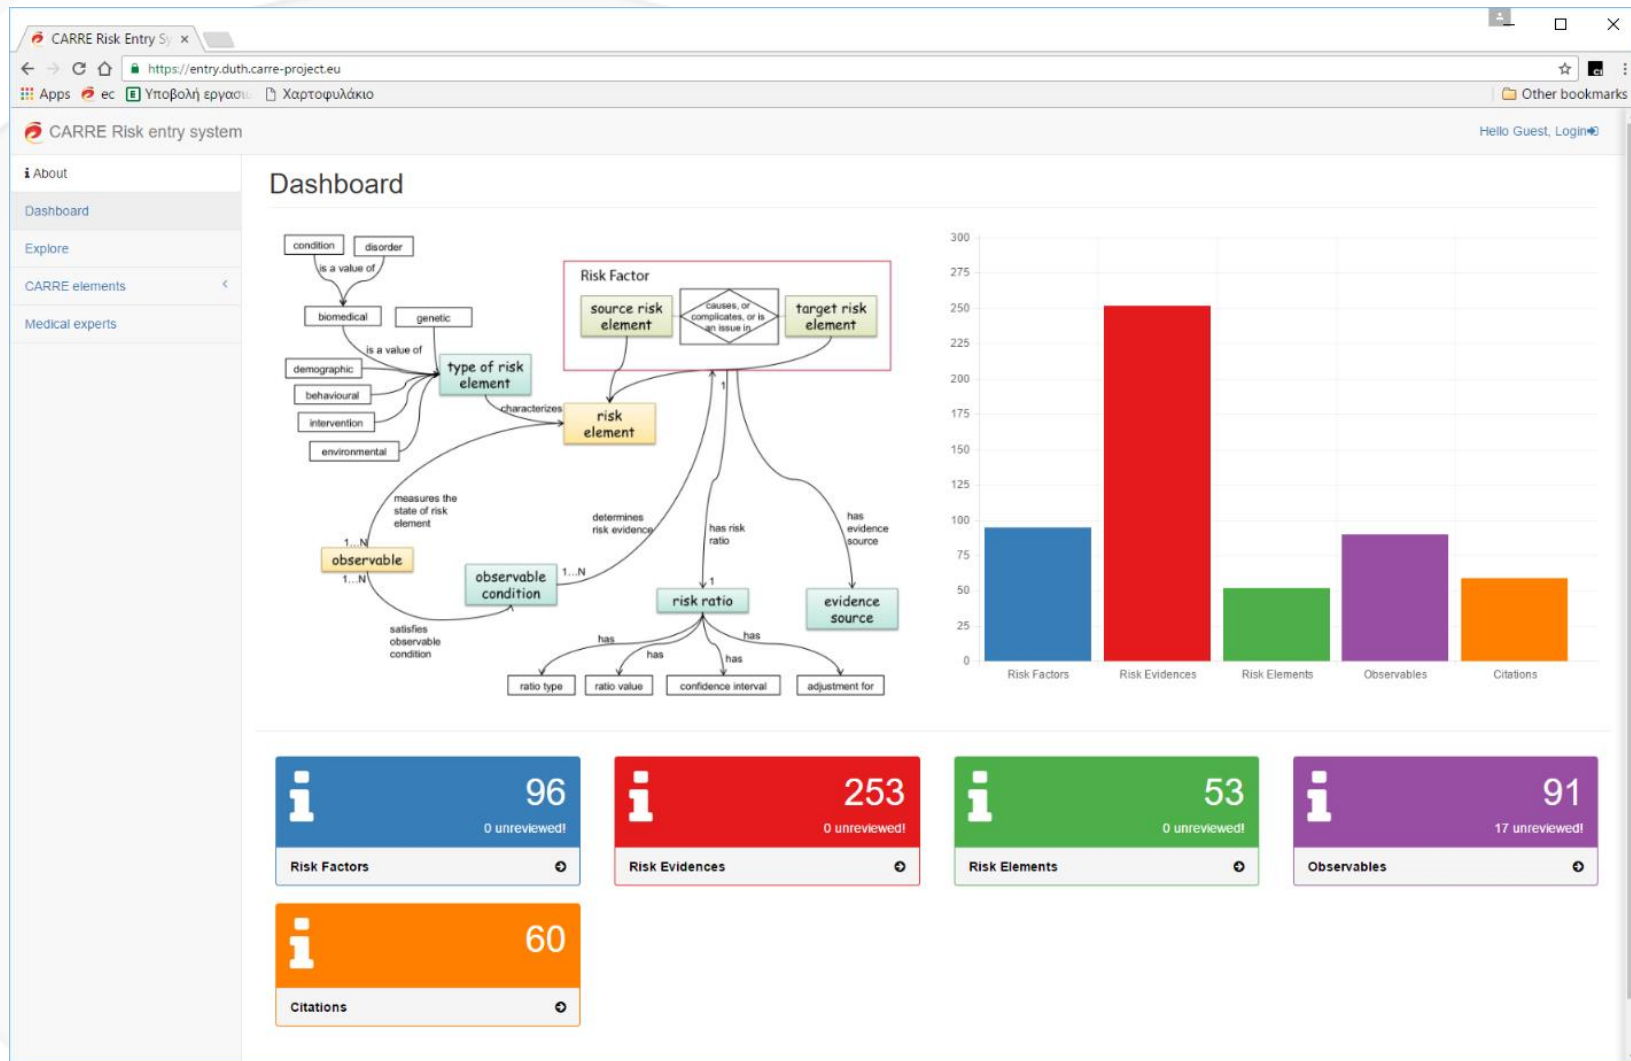 CARRE Risk Entry Sy
https://entry.duth.carre-project.eu
Apps ec Υποβολή εργασι Χαρτοφυλάκιο Other bookmarks
CARRE Risk entry system Hello Guest, Login
About
Dashboard
Explore
CARRE elements
Medical experts
Dashboard
condition disorder
is a value of
biomedical genetic
is a value of
demographic
behavioural
intervention
environmental
type of risk
element
characterizes
Risk Factor
source risk
element
causes, or
complicates, or is
an issue in
target risk
element
1
risk
element
measures the
state of risk
element
1...N
observable
1...N
satisfies
observable
condition
observable
condition
1...N
determines
risk evidence
has risk
ratio
1
risk ratio
has
evidence
source
evidence
source
has
has
has
has
ratio type ratio value confidence interval adjustment for
300
275
250
225
200
175
150
125
100
75
50
25
0
Risk Factors Risk Evidences Risk Elements Observables Citations
96
0 unreviewed!
Risk Factors
253
0 unreviewed!
Risk Evidences
53
0 unreviewed!
Risk Elements
91
17 unreviewed!
Observables
60
Citations